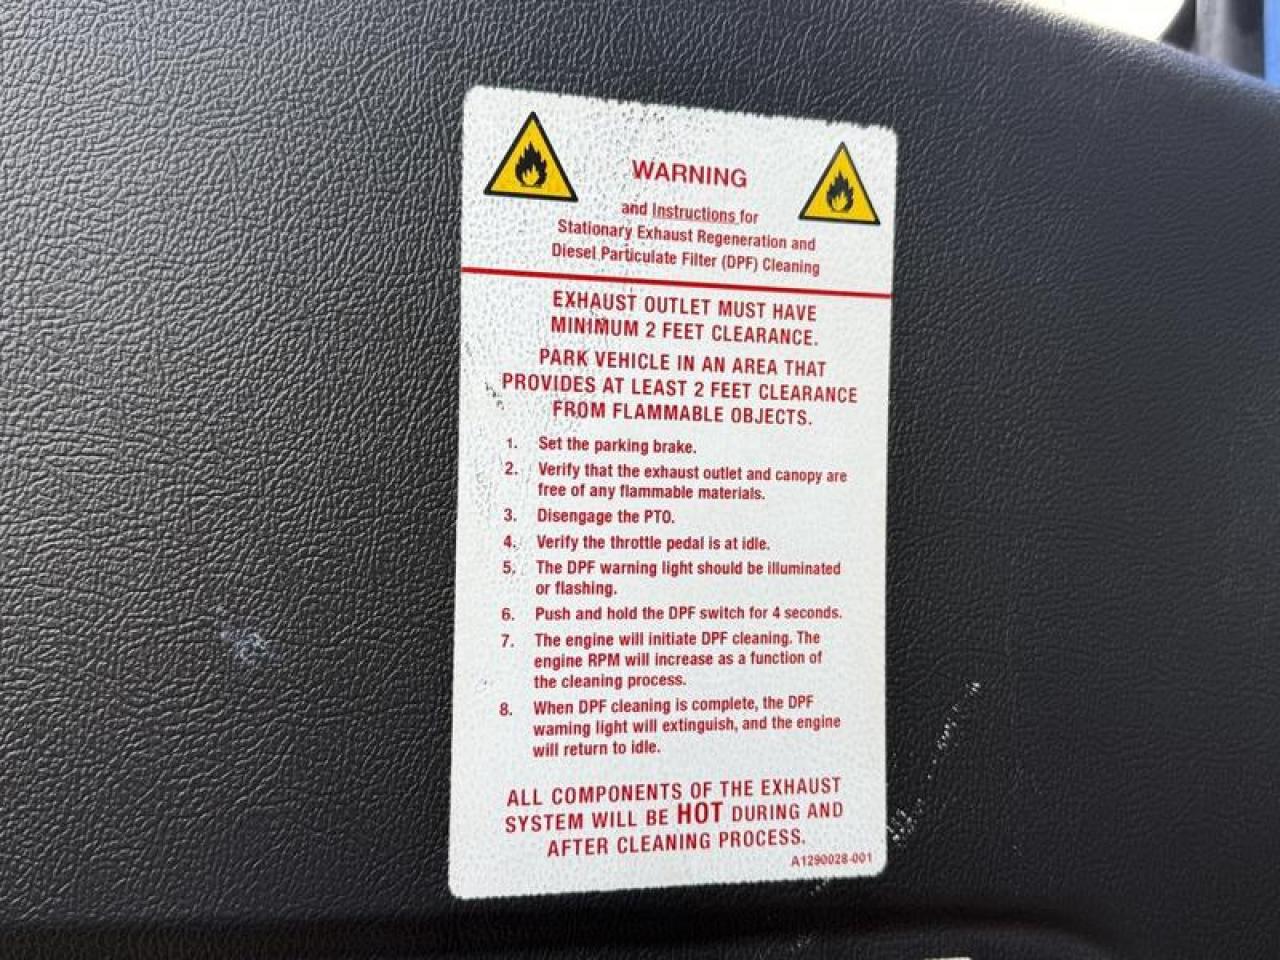 WARNING
and Instructions for
Stationary Exhaust Regeneration and
Diesel Particulate Filter (DPF) Cleaning
EXHAUST OUTLET MUST HAVE
MINIMUM 2 FEET CLEARANCE.
PARK VEHICLE IN AN AREA THAT
PROVIDES AT LEAST 2 FEET CLEARANCE
FROM FLAMMABLE OBJECTS.
1. Set the parking brake.
2. Verify that the exhaust outlet and canopy are
free of any flammable materials.
3. Disengage the PTO.
4. Verify the throttle pedal is at idle.
5. The DPF warning light should be illuminated
or flashing.
6. Push and hold the DPF switch for 4 seconds.
7. The engine will initiate DPF cleaning. The
engine RPM will increase as a function of
the cleaning process.
8. When DPF cleaning is complete, the DPF
warning light will extinguish, and the engine
will return to idle.
ALL COMPONENTS OF THE EXHAUST
SYSTEM WILL BE HOT DURING AND
AFTER CLEANING PROCESS.
A1290028-001